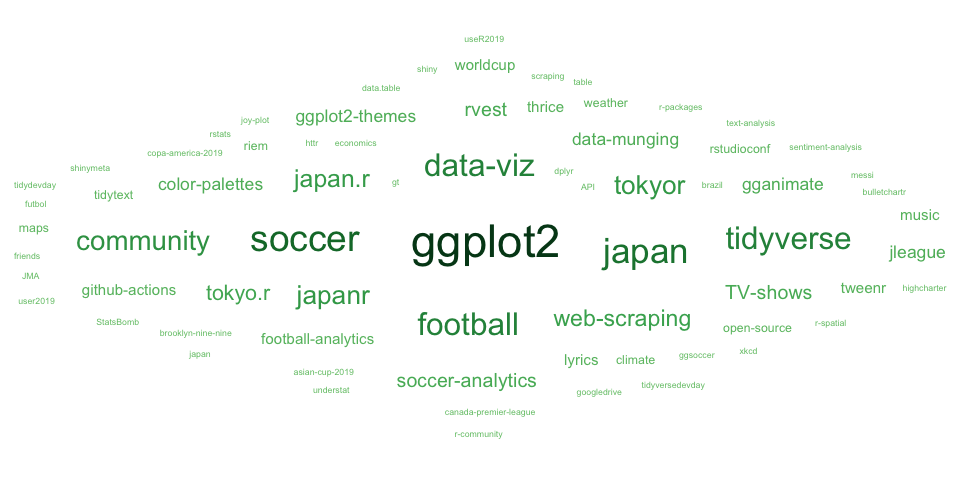 useR2019
shiny worldcup scraping table
data.table
ggplot2-themes rvest thrice weather r-packages
joy-plot text-analysis
rstats riem httr economics data-munging rstudioconf sentiment-analysis
copa-america-2019
shinymeta data-viz dplyr messi
tidydevday tidytext color-palettes japan.r gt API tokyor brazil gganimate bulletchartr
futbol music
maps community soccer ggplot2 japan tidyverse jleague
friends
JMA
user2019 github-actions tokyo.r japanr TV-shows tweenr highcharter
StatsBomb football web-scraping open-source r-spatial
brooklyn-nine-nine football-analytics
japan lyrics climate ggsoccer xkcd
asian-cup-2019
understat soccer-analytics googledrive tidyversedevday
canada-premier-league
r-community